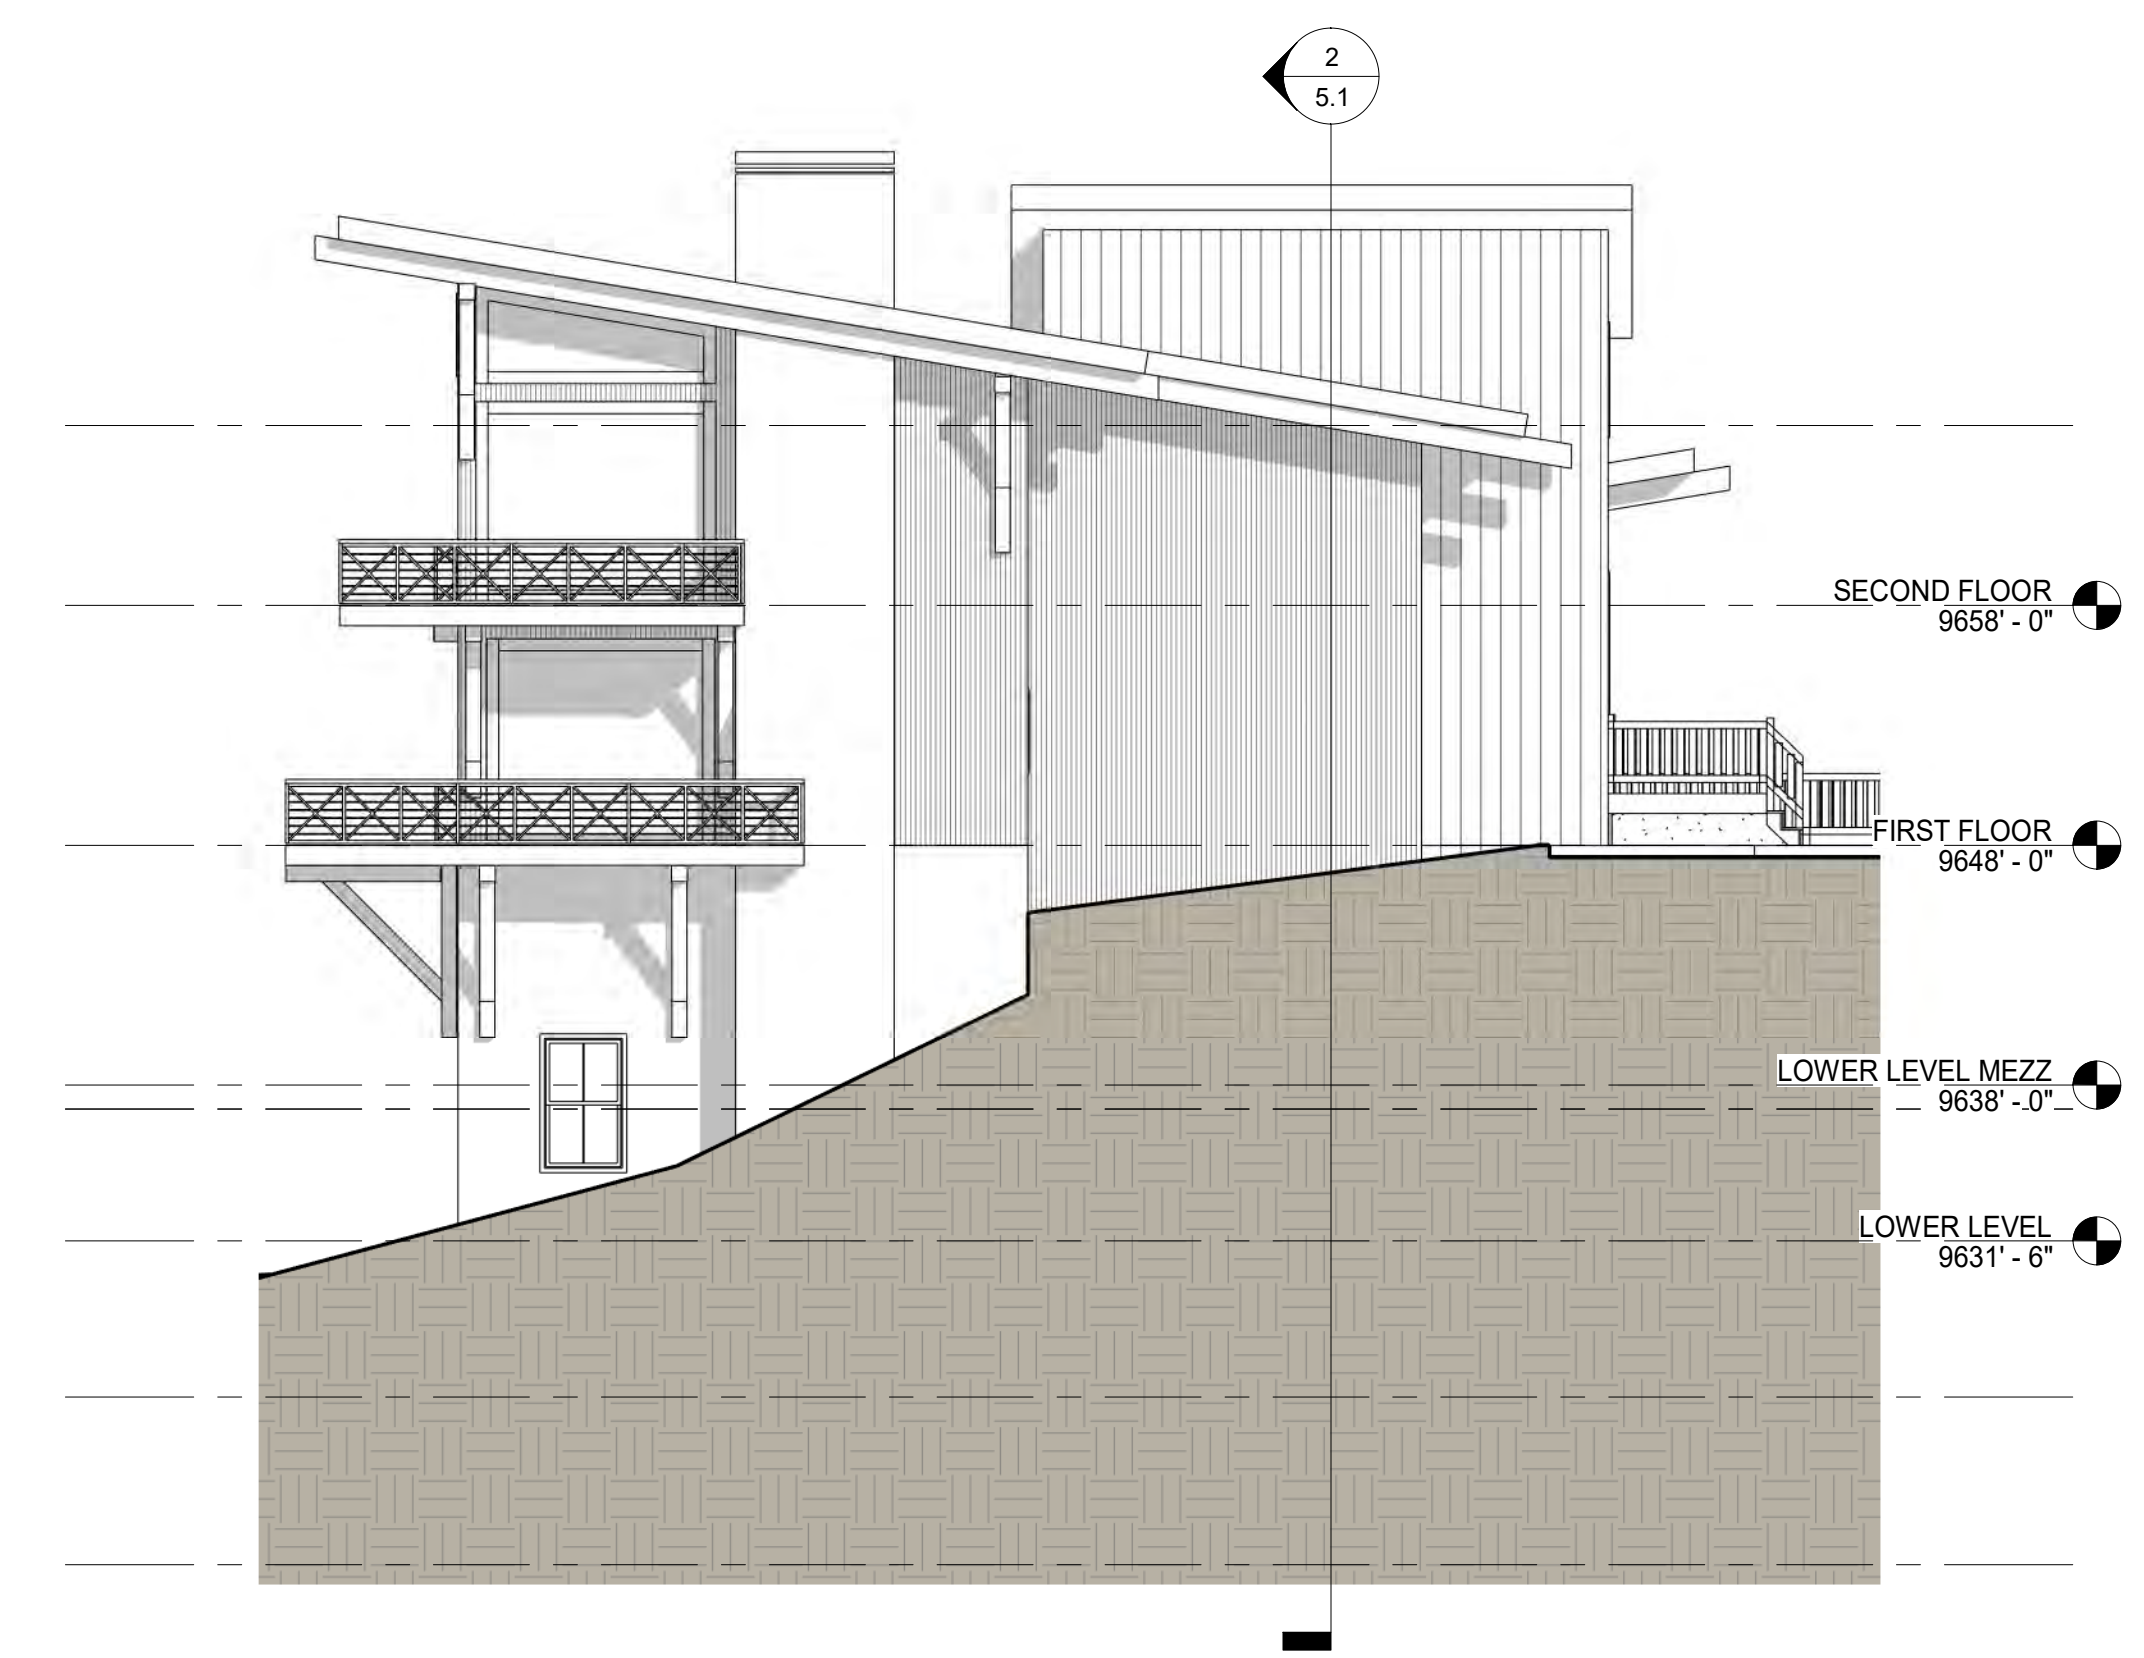 2
5.1
SECOND FLOOR
9658' - 0"
FIRST FLOOR
9648' - 0"
LOWER LEVEL MEZZ
9638' - 0"
LOWER LEVEL
9631' - 6"